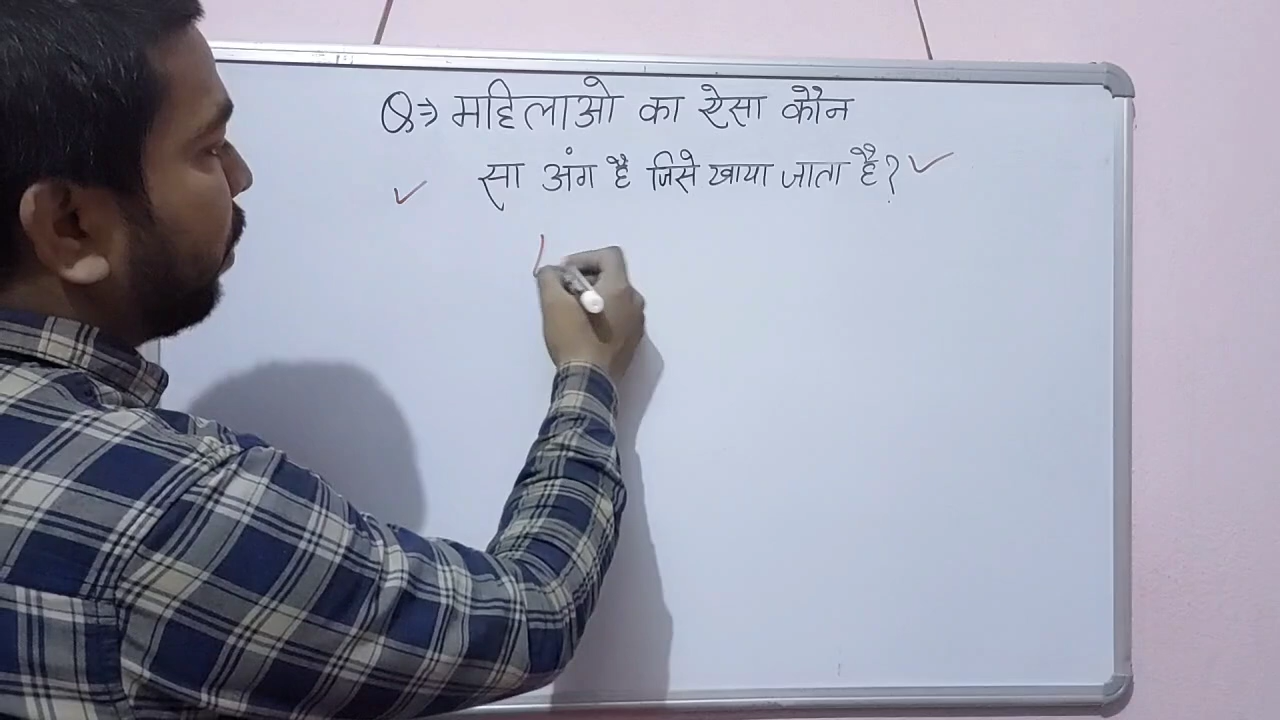 Q⇒ महिलाओ का ऐसा कौन
सा अंग है जिसे खाया जाता है?